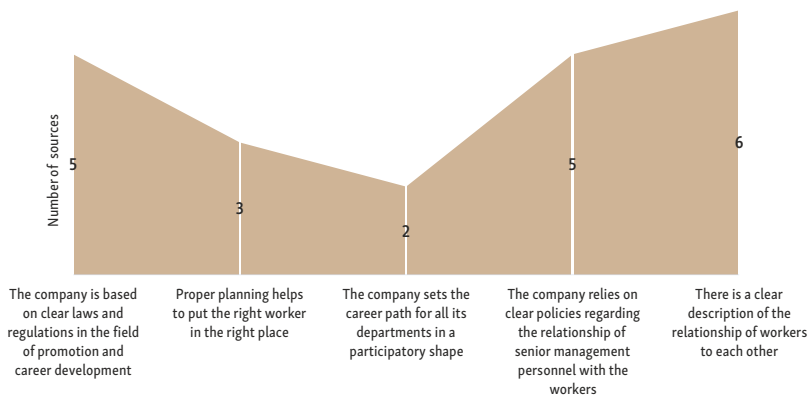 Number of sources
5
3
2
5
6
The company is based
on clear laws and
regulations in the field
of promotion and
career development
Proper planning helps
to put the right worker
in the right place
The company sets the
career path for all its
departments in a
participatory shape
The company relies on
clear policies regarding
the relationship of
senior management
personnel with the
workers
There is a clear
description of the
relationship of workers
to each other